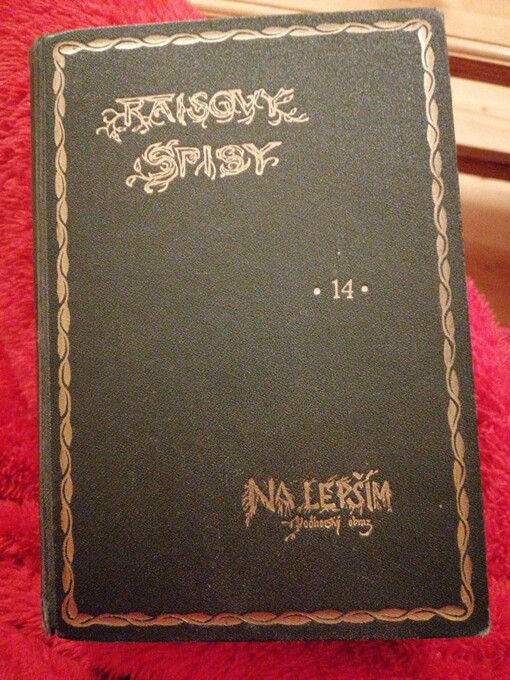 RAISOVY
SPISY
• 14 •
NA LEPŠÍM
Podhorský obraz